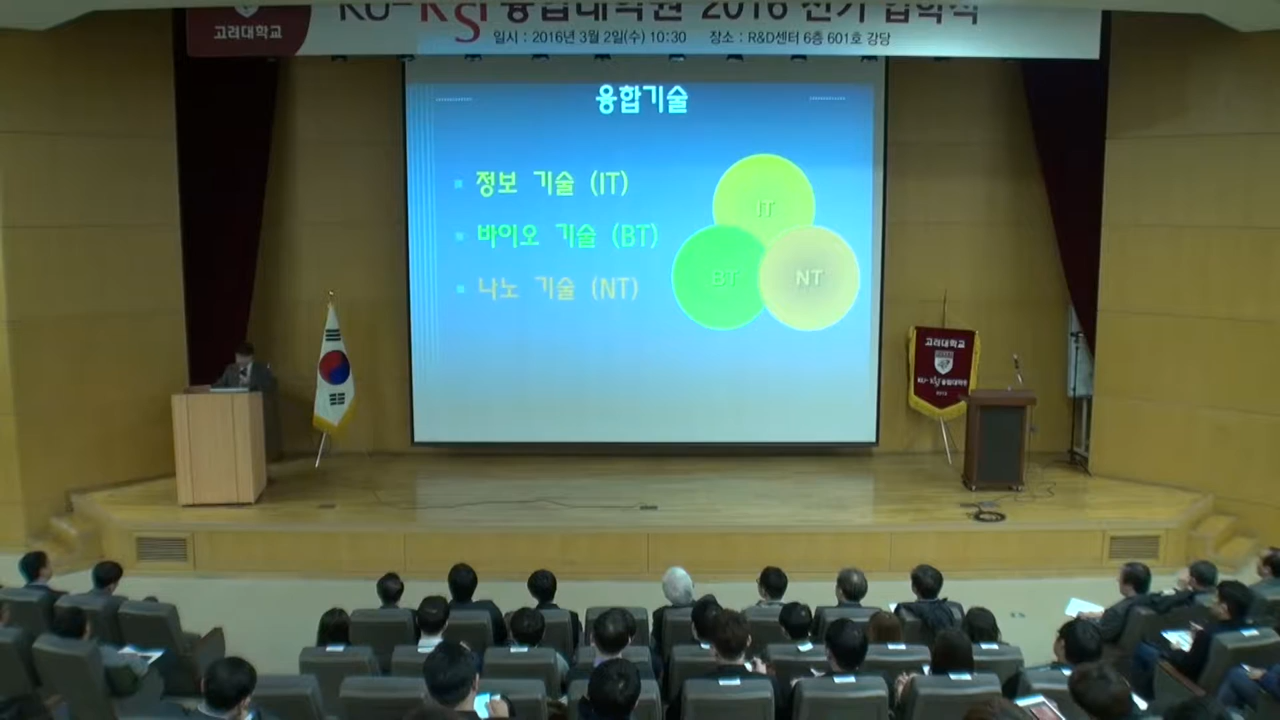 고려대학교
KU-KSI 융합대학원 2016 전기 입학식
일시 : 2016년 3월 2일(수) 10:30 장소 : R&D센터 6층 601호 강당
융합기술
정보 기술 (IT)
바이오 기술 (BT)
나노 기술 (NT)
IT
BT
NT
고려대학교